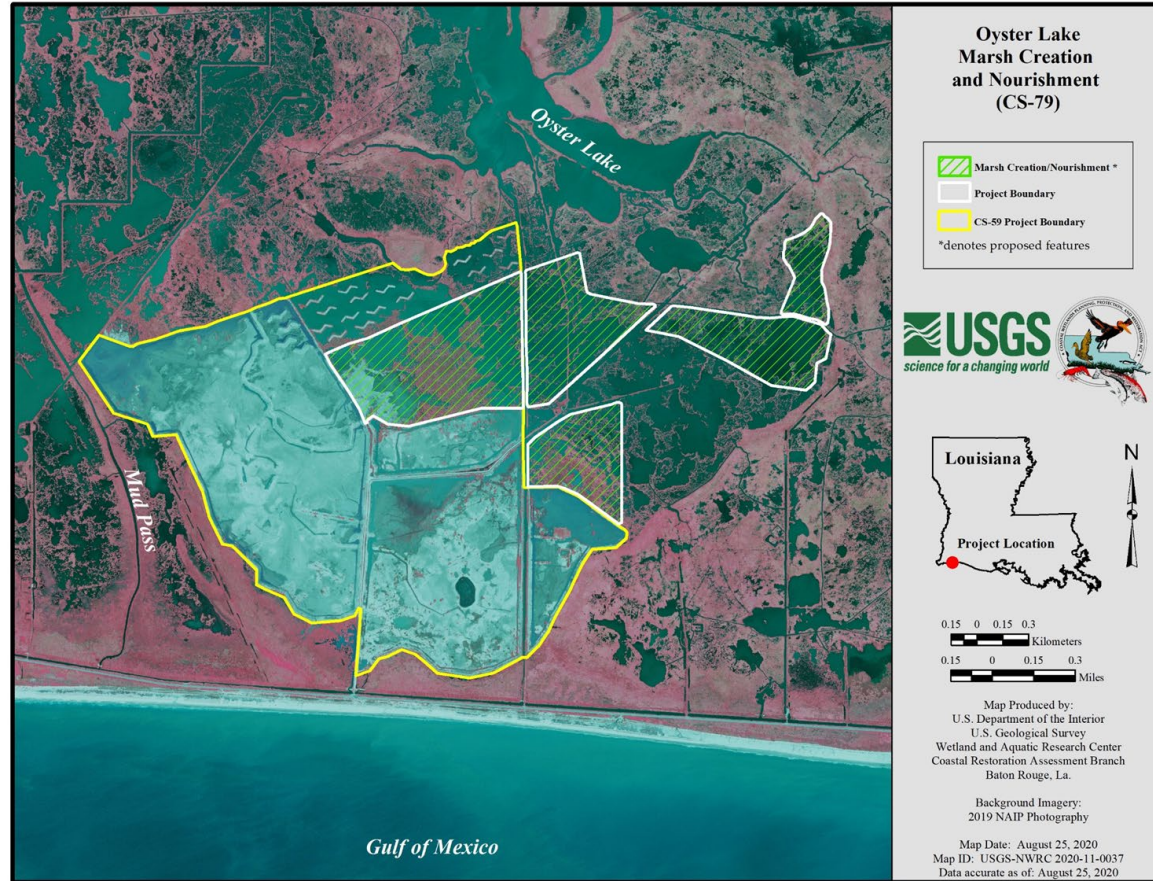 Oyster Lake
Marsh Creation
and Nourishment
(CS-79)
Marsh Creation/Nourishment *
Project Boundary
CS-59 Project Boundary
*denotes proposed features
USGS
science for a changing world
Louisiana
N
Project Location
0.15 0 0.15 0.3
Kilometers
0.15 0 0.15 0.3
Miles
Map Produced by:
U.S. Department of the Interior
U.S. Geological Survey
Wetland and Aquatic Research Center
Coastal Restoration Assessment Branch
Baton Rouge, La.
Background Imagery:
2019 NAIP Photography
Map Date: August 25, 2020
Map ID: USGS-NWRC 2020-11-0037
Data accurate as of: August 25, 2020
Oyster Lake
Mud Pass
Gulf of Mexico